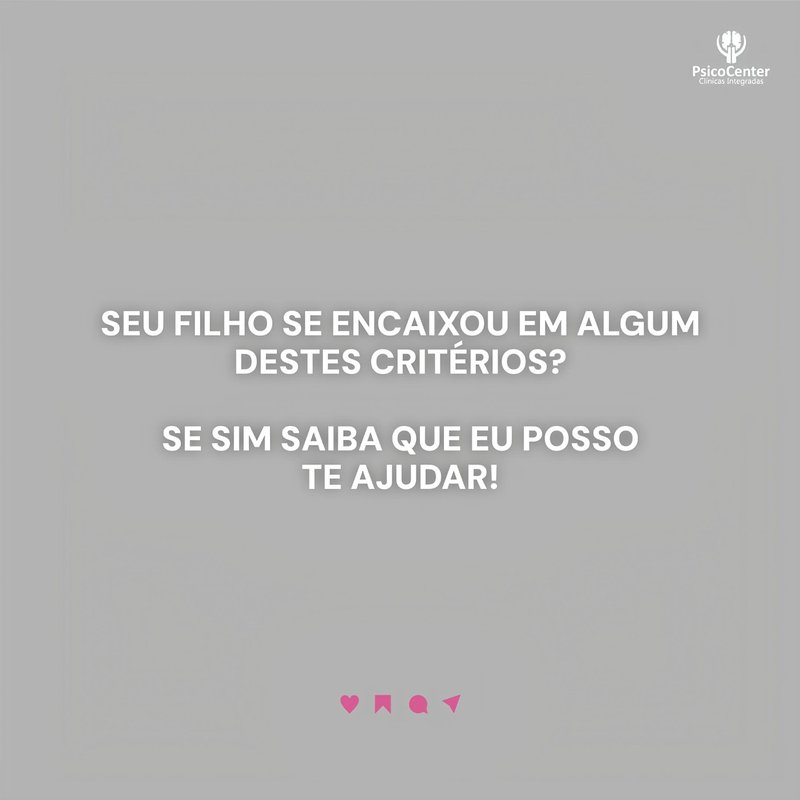 PsicoCenter
Clínicas Integradas
SEU FILHO SE ENCAIXOU EM ALGUM
DESTES CRITÉRIOS?
SE SIM SAIBA QUE EU POSSO
TE AJUDAR!